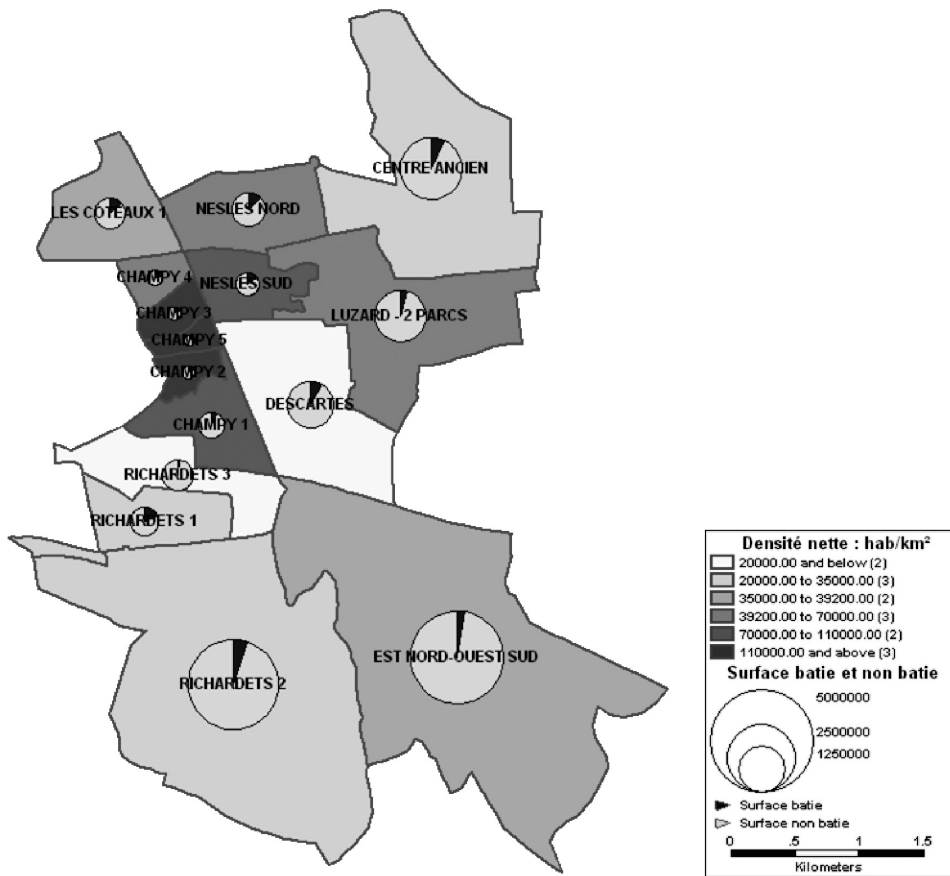 CENTRE ANCIEN
LES COTEAUX 1
NESLES NORD
CHAMPY 4
NESLES SUD
CHAMPY 3
LUZARD - 2 PARCS
CHAMPY 5
CHAMPY 2
DESCARTES
CHAMPY 1
RICHARDETS 3
RICHARDETS 1
EST NORD-OUEST SUD
RICHARDETS 2
Densité nette : hab/km²
20000.00 and below (2)
20000.00 to 35000.00 (3)
35000.00 to 39200.00 (2)
39200.00 to 70000.00 (3)
70000.00 to 110000.00 (2)
110000.00 and above (3)
Surface batie et non batie
5000000
2500000
1250000
Surface batie
Surface non batie
0 .5 1 1.5
Kilometers